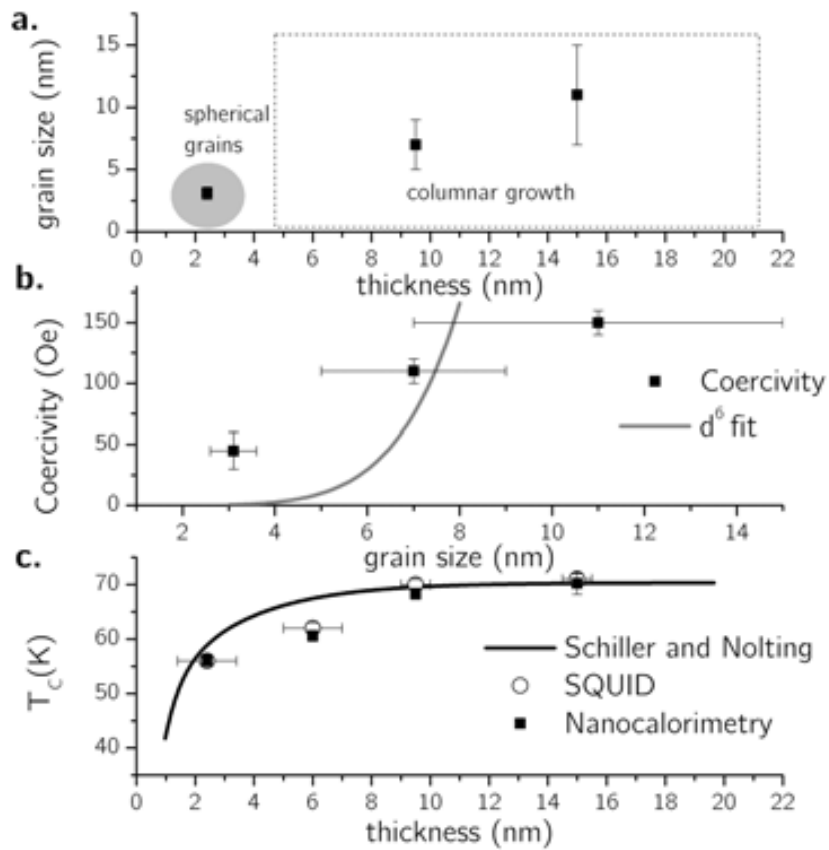 a.
grain size (nm)
15
10
5
0
spherical
grains
columnar growth
0 2 4 6 8 10 12 14 16 18 20 22
thickness (nm)
b.
Coercivity (Oe)
150
100
50
0
Coercivity
d⁶ fit
2 4 6 8 10 12 14
grain size (nm)
c.
T_C(K)
70
60
50
40
Schiller and Nolting
SQUID
Nanocalorimetry
0 2 4 6 8 10 12 14 16 18 20 22
thickness (nm)